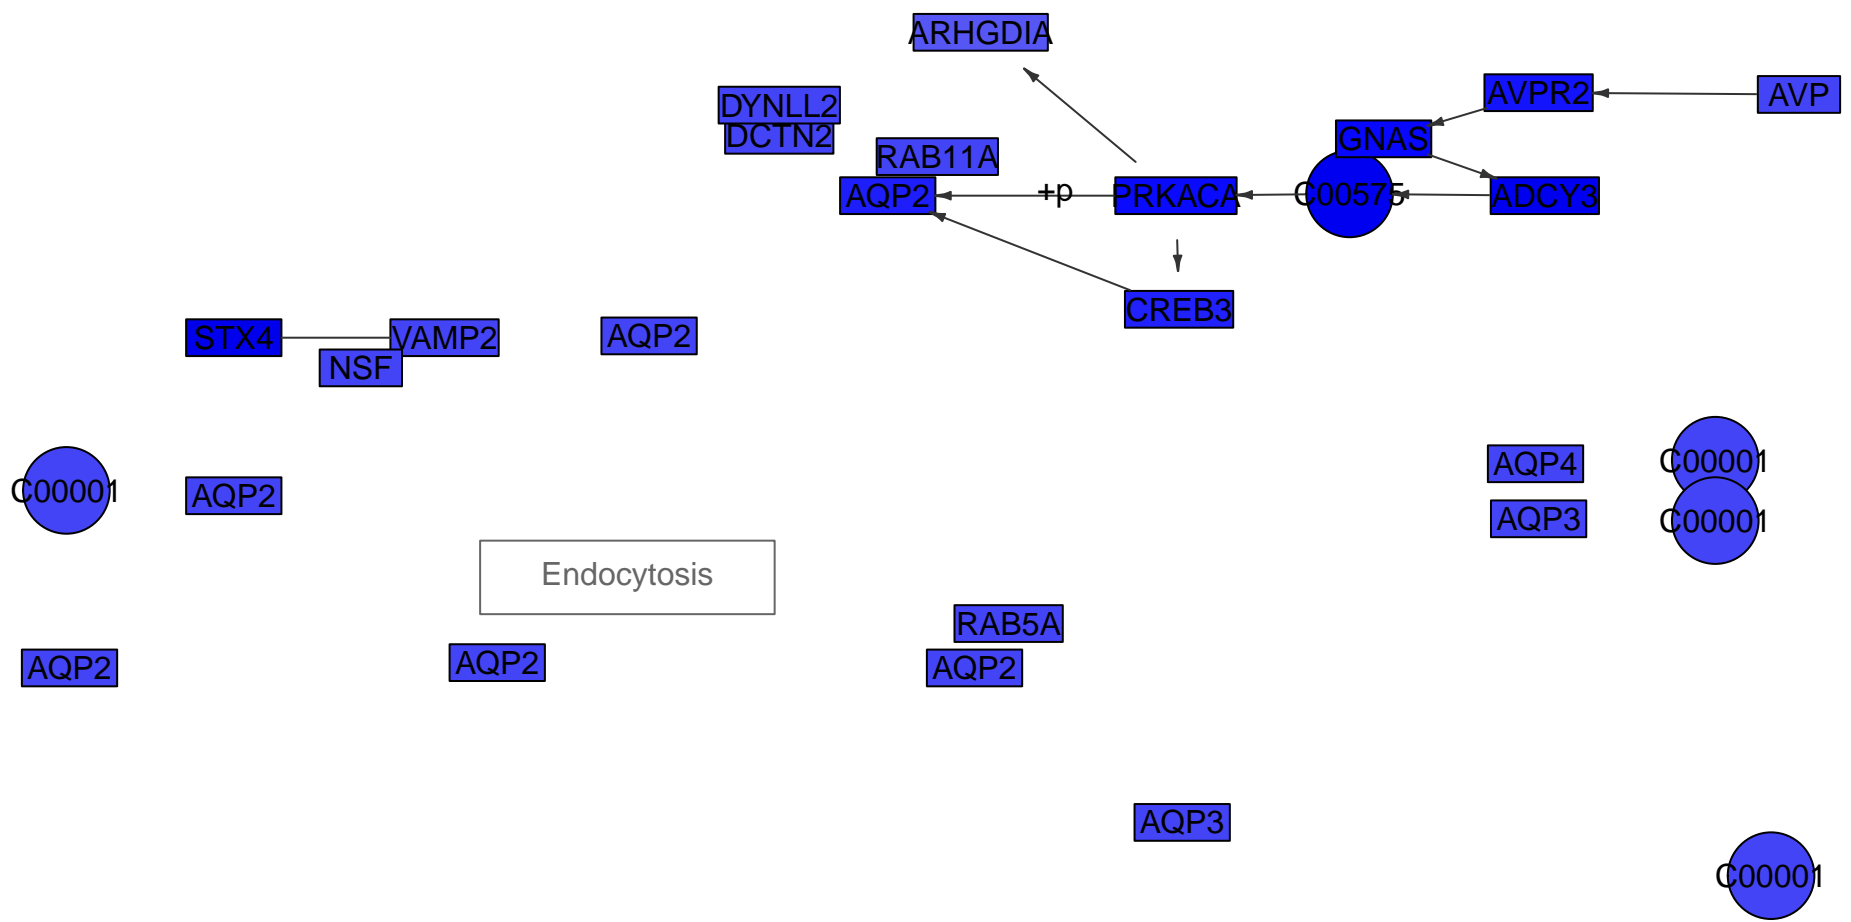 ARHGDIA
DYNLL2
DCTN2
AVPR2
AVP
GNAS
RAB11A
AQP2
+p
PRKACA
C00575
ADCY3
CREB3
STX4
VAMP2
NSF
AQP2
C00001
AQP2
AQP4
C00001
AQP3
C00001
Endocytosis
RAB5A
AQP2
AQP2
AQP2
AQP3
C00001